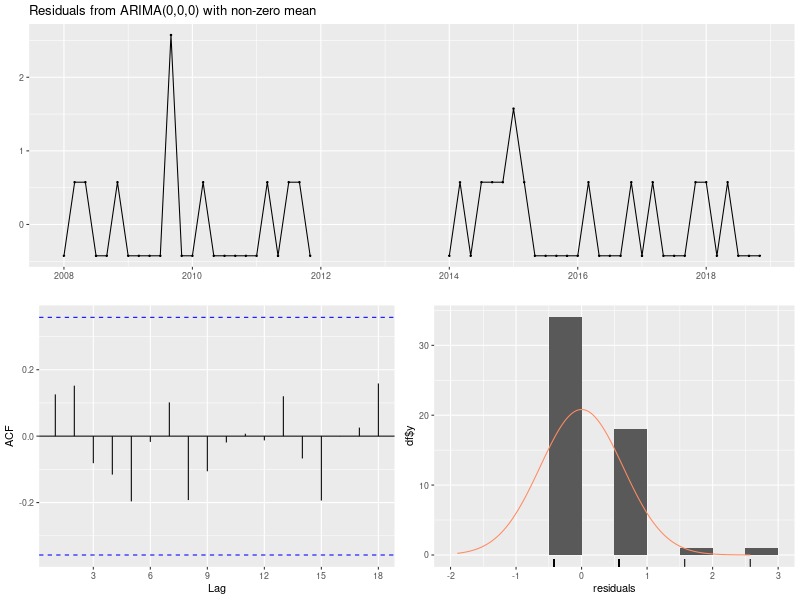 Residuals from ARIMA(0,0,0) with non-zero mean
2
1
0
2008 2010 2012 2014 2016 2018
ACF
0.2
0.0
-0.2
3 6 9 12 15 18
Lag
df$y
30
20
10
0
-2 -1 0 1 2 3
residuals